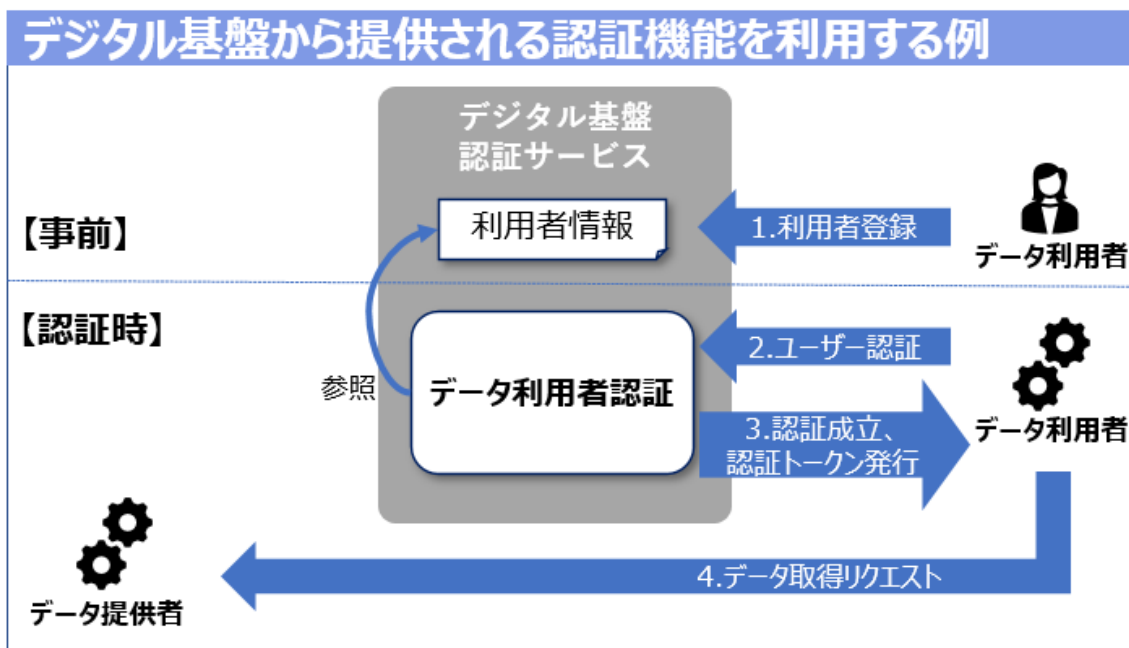 デジタル基盤から提供される認証機能を利用する例
デジタル基盤
認証サービス
【事前】
利用者情報
1.利用者登録
データ利用者
【認証時】
参照
データ利用者認証
2.ユーザー認証
3.認証成立、
認証トークン発行
データ利用者
4.データ取得リクエスト
データ提供者